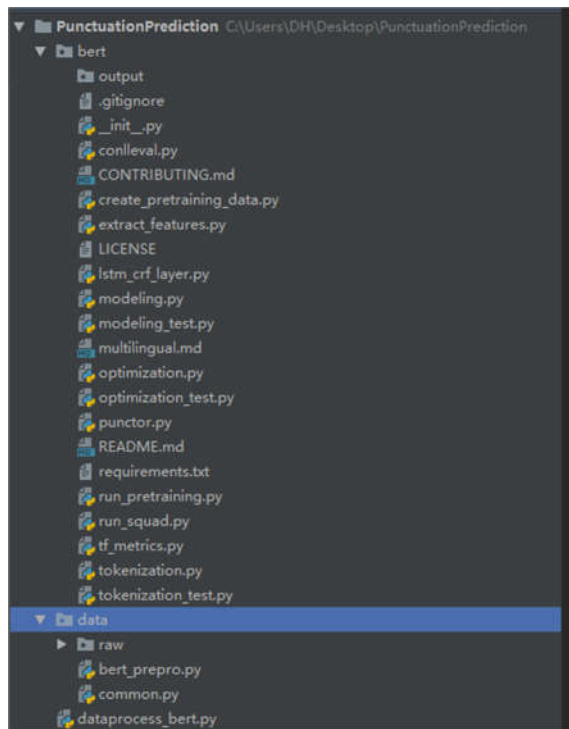 PunctuationPrediction C:\Users\DH\Desktop\PunctuationPrediction
bert
output
.gitignore
__init__.py
conlleval.py
CONTRIBUTING.md
create_pretraining_data.py
extract_features.py
LICENSE
lstm_crf_layer.py
modeling.py
modeling_test.py
multilingual.md
optimization.py
optimization_test.py
punctor.py
README.md
requirements.txt
run_pretraining.py
run_squad.py
tf_metrics.py
tokenization.py
tokenization_test.py
data
raw
bert_prepro.py
common.py
dataprocess_bert.py